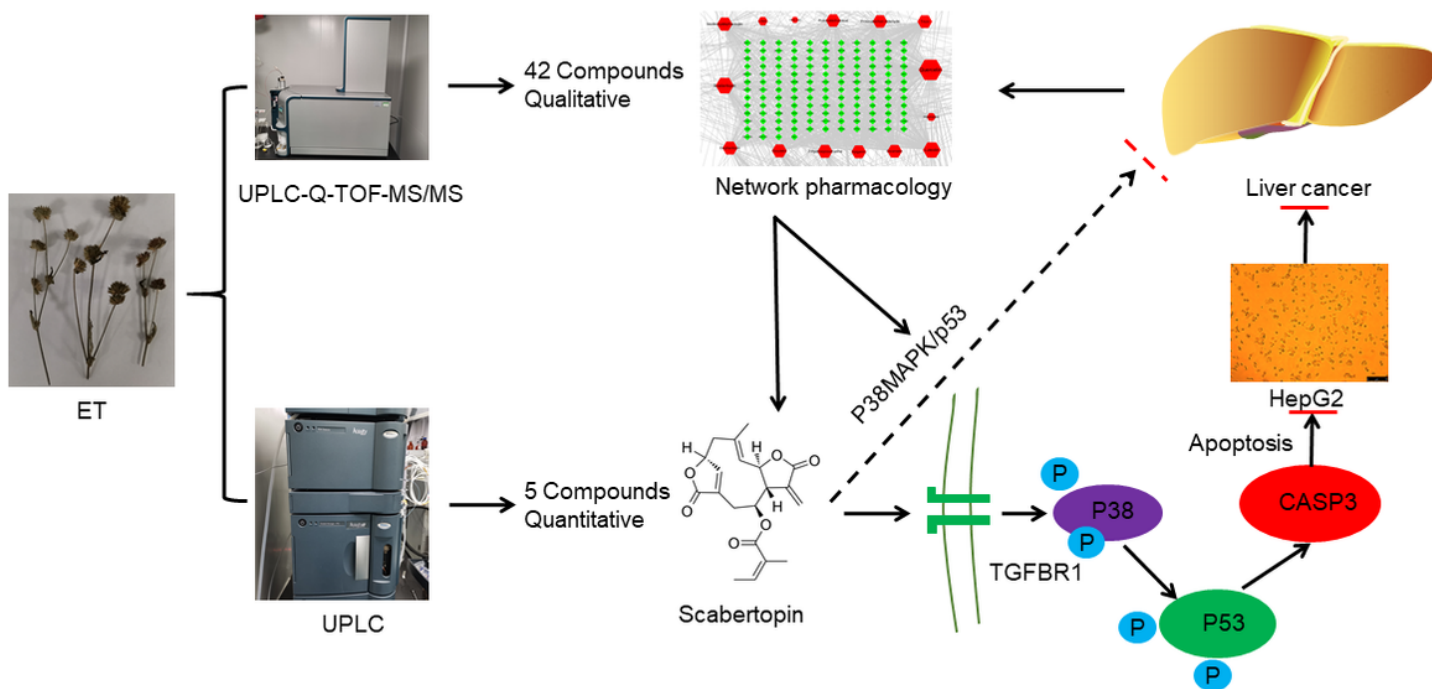 42 Compounds
Qualitative
UPLC-Q-TOF-MS/MS
Network pharmacology
Liver cancer
ET
P38MAPK/p53
HepG2
Apoptosis
5 Compounds
Quantitative
UPLC
H
O
O
H
O
O
H
O
O
Scabertopin
TGFBR1
P
P38
P
CASP3
P
P53
P